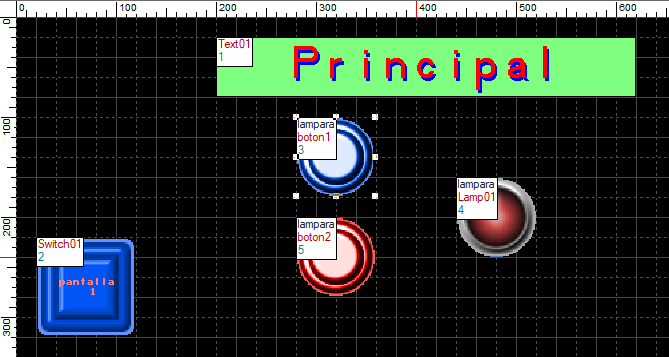 0 100 200 300 400 500 600
0
100
200
300
Text01
1
Principal
lampara
boton1
3
lampara
Lamp01
4
lampara
boton2
5
Switch01
2
pantalla
1